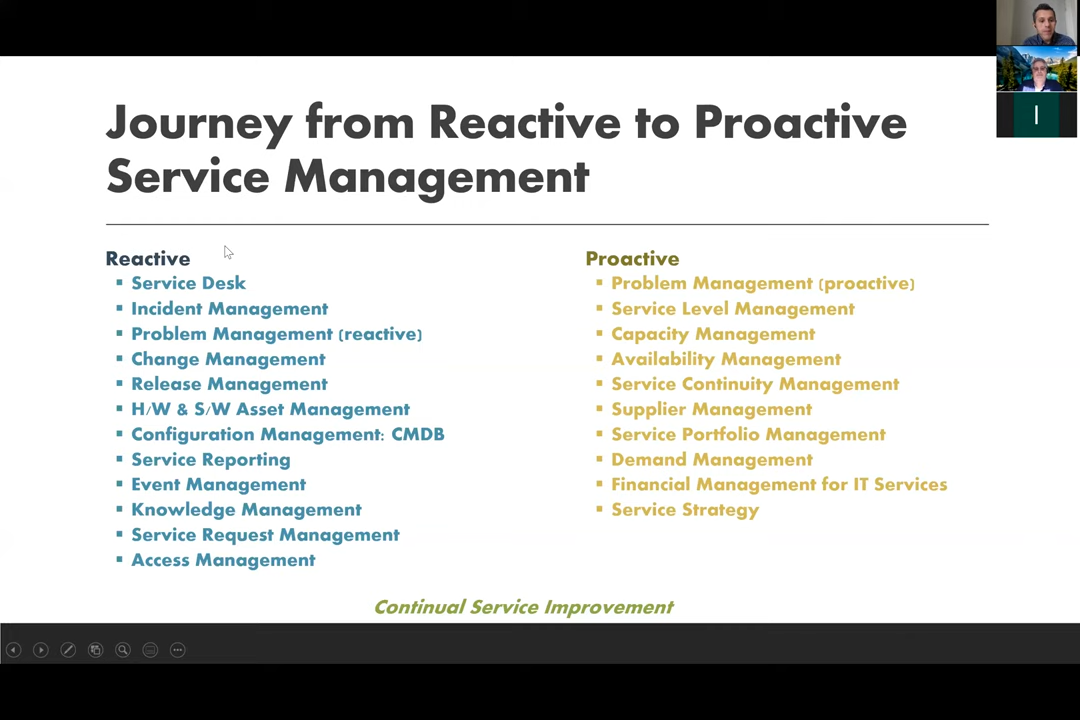 Journey from Reactive to Proactive
Service Management
Reactive
Service Desk
Incident Management
Problem Management (reactive)
Change Management
Release Management
H/W & S/W Asset Management
Configuration Management: CMDB
Service Reporting
Event Management
Knowledge Management
Service Request Management
Access Management
Proactive
Problem Management (proactive)
Service Level Management
Capacity Management
Availability Management
Service Continuity Management
Supplier Management
Service Portfolio Management
Demand Management
Financial Management for IT Services
Service Strategy
Continual Service Improvement
I